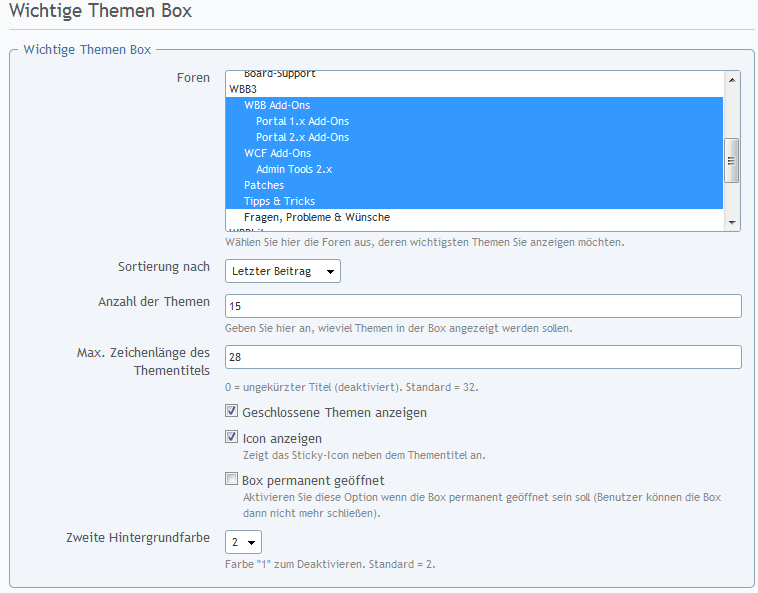 Wichtige Themen Box
Wichtige Themen Box
Foren
Board-Support
WBB3
WBB Add-Ons
Portal 1.x Add-Ons
Portal 2.x Add-Ons
WCF Add-Ons
Admin Tools 2.x
Patches
Tipps & Tricks
Fragen, Probleme & Wünsche
Wählen Sie hier die Foren aus, deren wichtigsten Themen Sie anzeigen möchten.
Sortierung nach
Letzter Beitrag
Anzahl der Themen
15
Geben Sie hier an, wieviel Themen in der Box angezeigt werden sollen.
Max. Zeichenlänge des
Thementitels
28
0 = ungekürzter Titel (deaktiviert). Standard = 32.
Geschlossene Themen anzeigen
Icon anzeigen
Zeigt das Sticky-Icon neben dem Thementitel an.
Box permanent geöffnet
Aktivieren Sie diese Option wenn die Box permanent geöffnet sein soll (Benutzer können die Box
dann nicht mehr schließen).
Zweite Hintergrundfarbe
2
Farbe "1" zum Deaktivieren. Standard = 2.